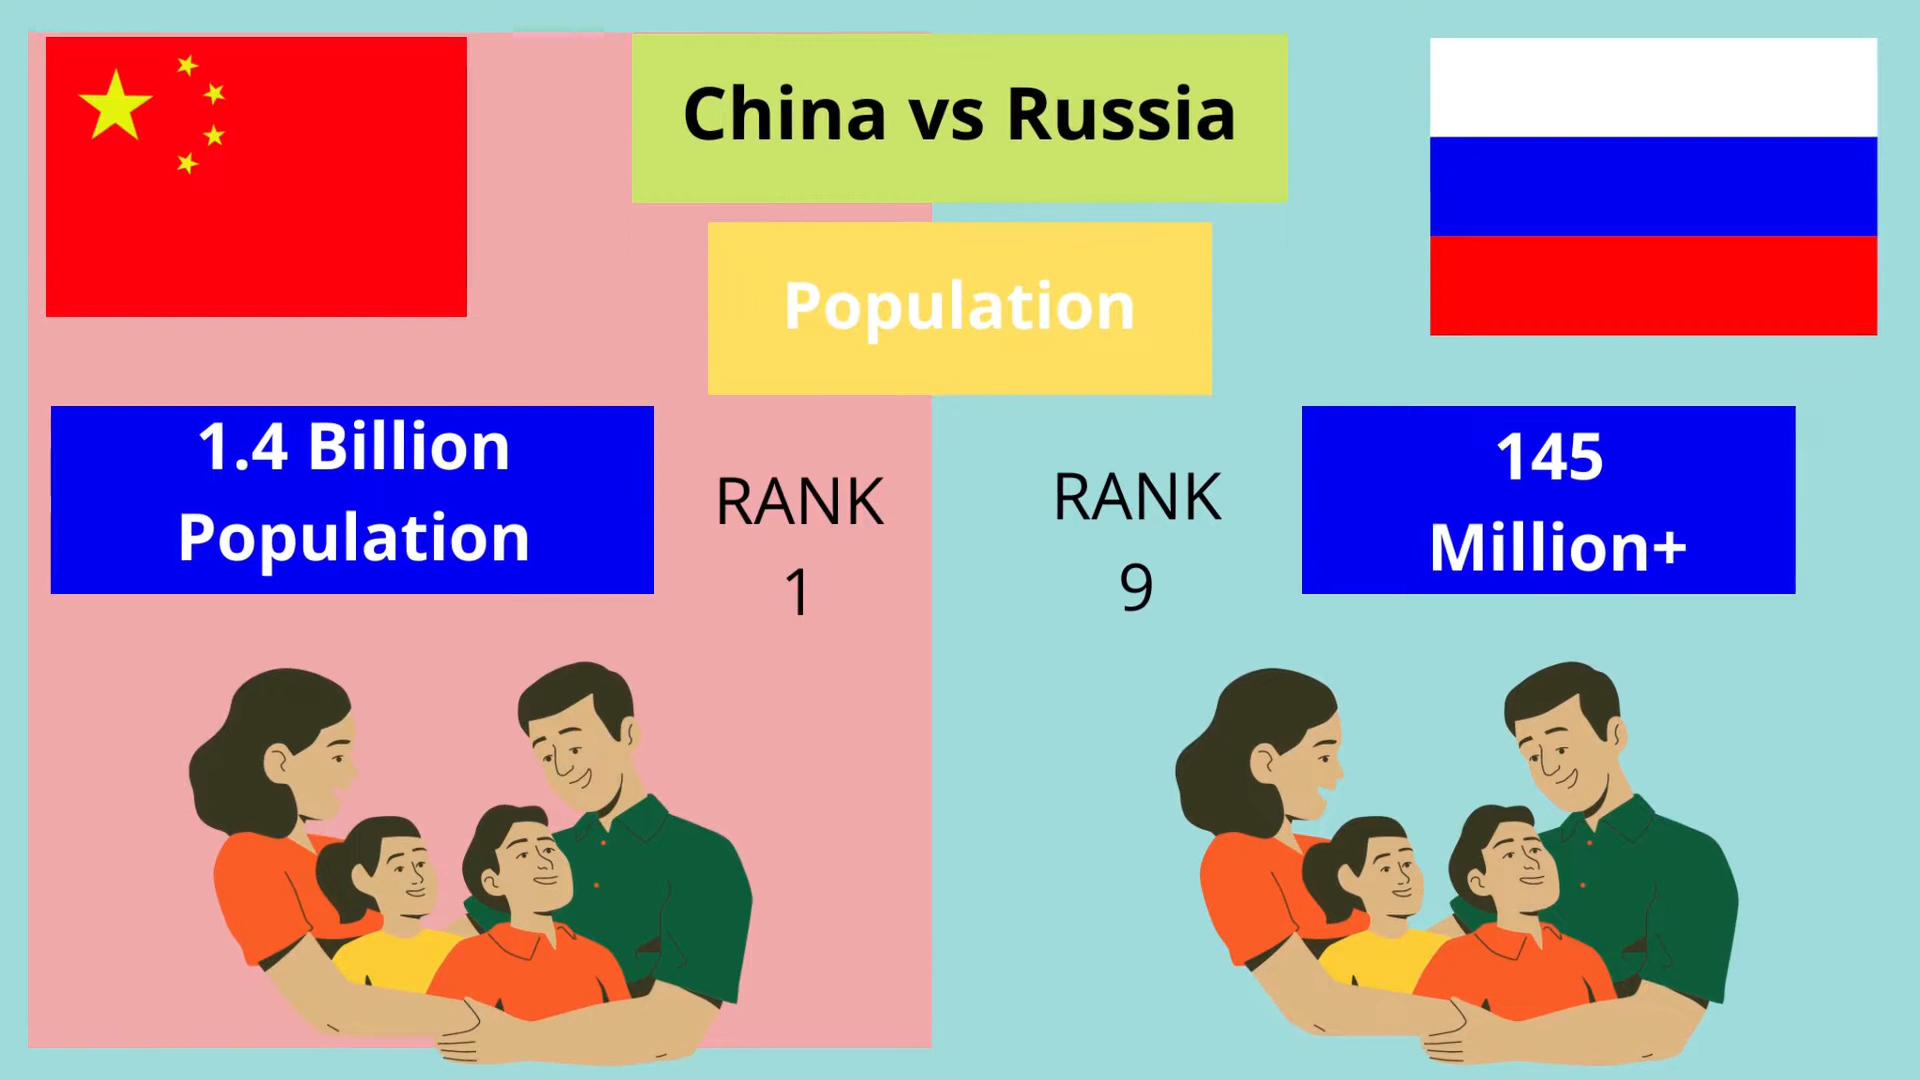 China vs Russia
Population
1.4 Billion
Population
RANK
1
RANK
9
145
Million+